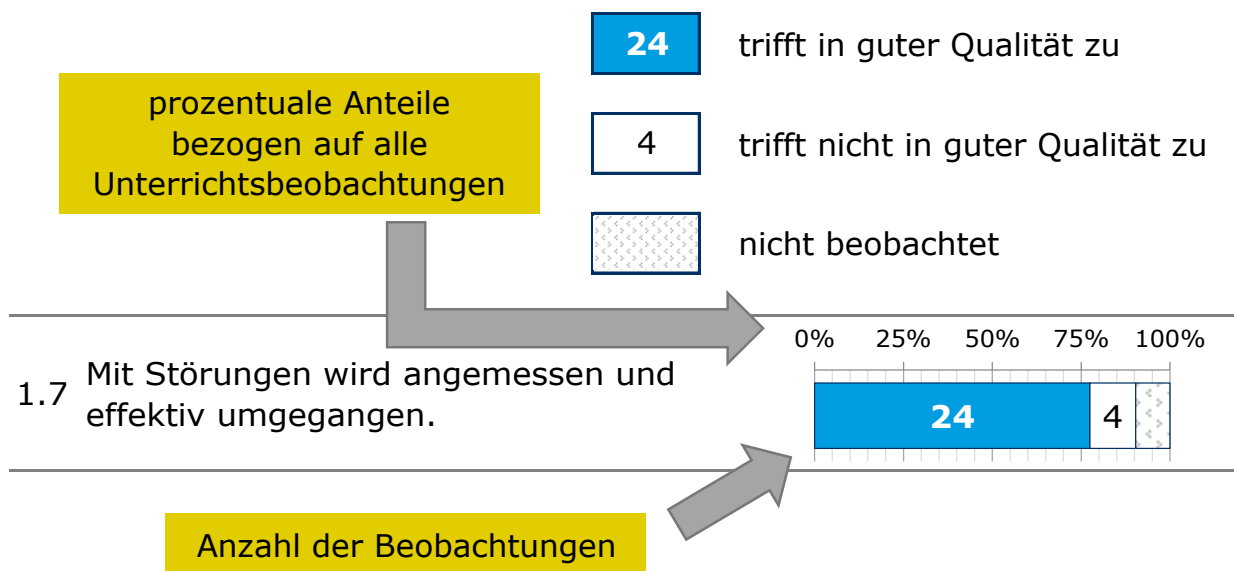 24 trifft in guter Qualität zu
prozentuale Anteile
bezogen auf alle
Unterrichtsbeobachtungen
4 trifft nicht in guter Qualität zu
nicht beobachtet
0% 25% 50% 75% 100%
1.7 Mit Störungen wird angemessen und
effektiv umgegangen.
24 4
Anzahl der Beobachtungen